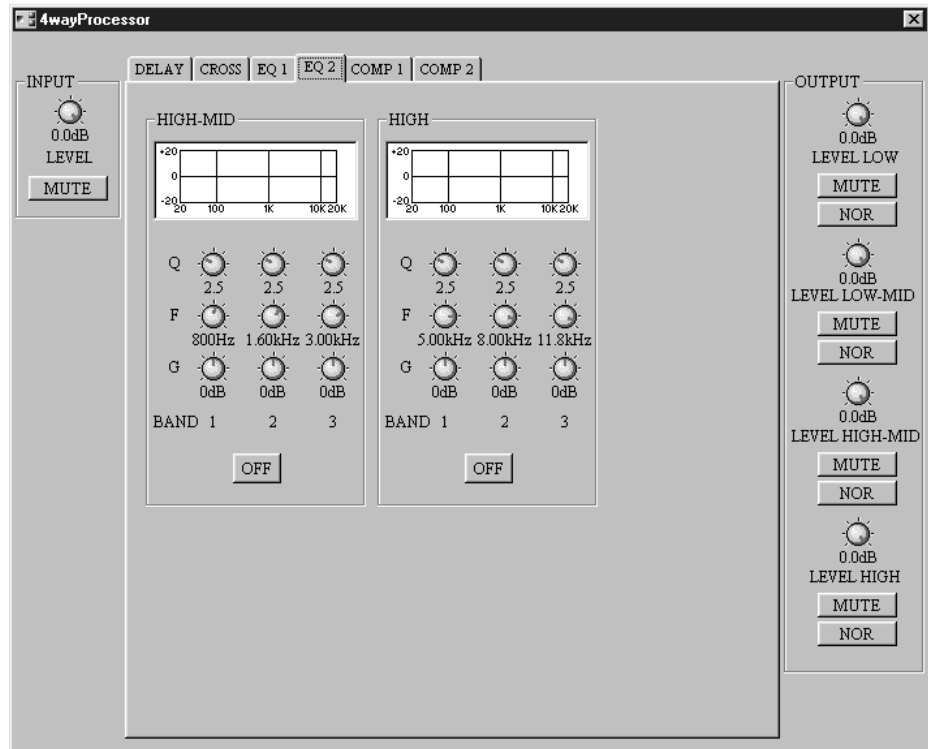 4wayProcessor
DELAY CROSS EQ 1 EQ 2 COMP 1 COMP 2
INPUT
0.0dB
LEVEL
MUTE
HIGH-MID
+20
0
-20
20 100 1K 10K 20K
Q
2.5 2.5 2.5
F
800Hz 1.60kHz 3.00kHz
G
0dB 0dB 0dB
BAND 1 2 3
OFF
HIGH
+20
0
-20
20 100 1K 10K 20K
Q
2.5 2.5 2.5
F
5.00kHz 8.00kHz 11.8kHz
G
0dB 0dB 0dB
BAND 1 2 3
OFF
OUTPUT
0.0dB
LEVEL LOW
MUTE
NOR
0.0dB
LEVEL LOW-MID
MUTE
NOR
0.0dB
LEVEL HIGH-MID
MUTE
NOR
0.0dB
LEVEL HIGH
MUTE
NOR